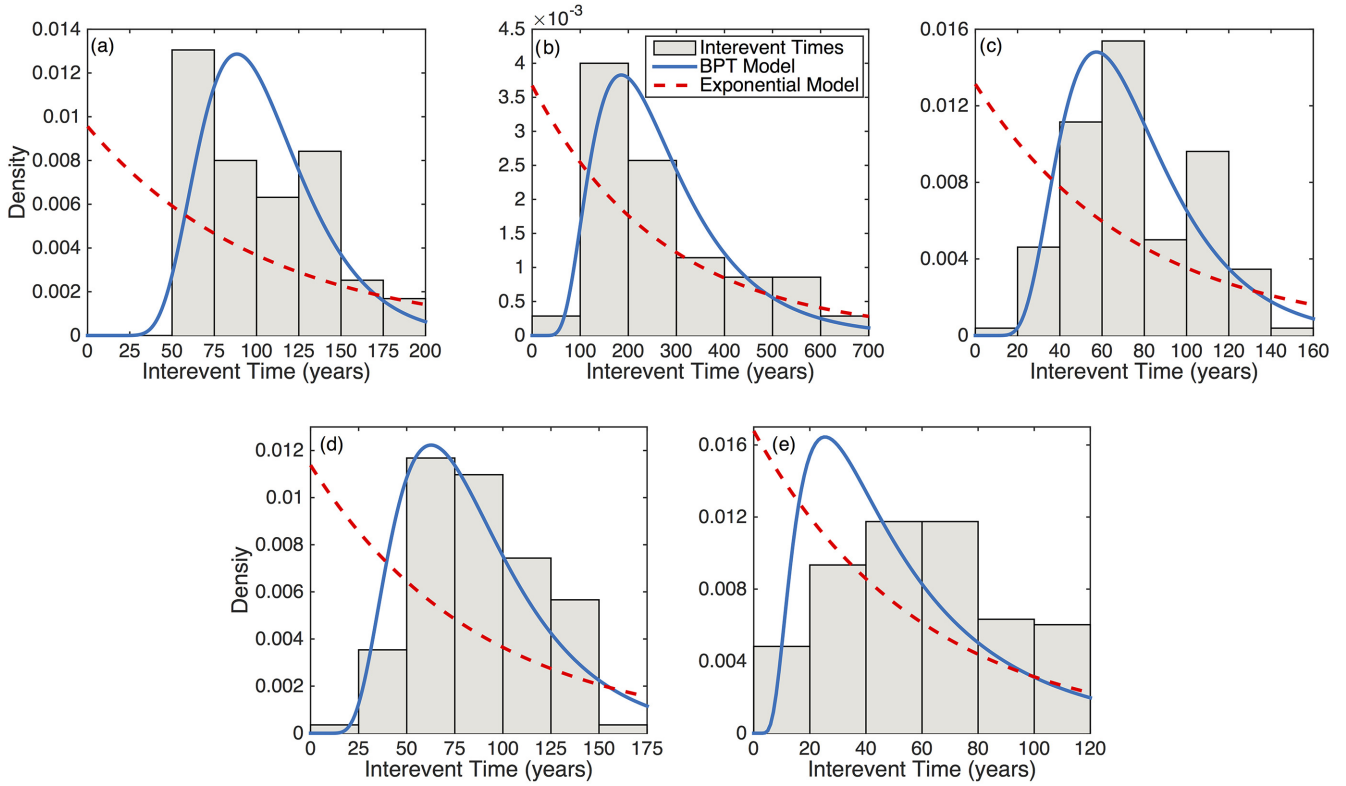 (a)
0.014
0.012
0.01
0.008
0.006
0.004
0.002
0
Density
0 25 50 75 100 125 150 175 200
Interevent Time (years)
×10⁻³
(b)
4.5
4
3.5
3
2.5
2
1.5
1
0.5
0
Interevent Times
BPT Model
Exponential Model
0 100 200 300 400 500 600 700
Interevent Time (years)
(c)
0.016
0.012
0.008
0.004
0
0 20 40 60 80 100 120 140 160
Interevent Time (years)
(d)
0.012
0.01
0.008
0.006
0.004
0.002
0
Densiy
0 25 50 75 100 125 150 175
Interevent Time (years)
(e)
0.016
0.012
0.008
0.004
0
0 20 40 60 80 100 120
Interevent Time (years)